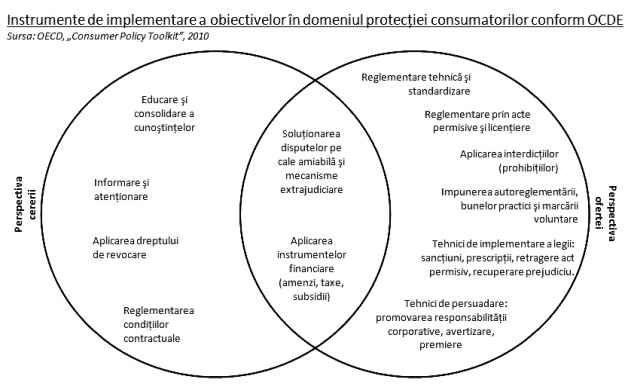 Instrumente de implementare a obiectivelor în domeniul protecției consumatorilor conform OCDE
Sursa: OECD, „Consumer Policy Toolkit”, 2010
Perspectiva
cererii
Educare și
consolidare a
cunoștințelor
Informare și
atenționare
Aplicarea dreptului
de revocare
Reglementarea
condițiilor
contractuale
Soluționarea
disputelor pe
cale amiabilă și
mecanisme
extrajudiciare
Aplicarea
instrumentelor
financiare
(amenzi, taxe,
subsidii)
Reglementare tehnică și
standardizare
Reglementare prin acte
permisive și licențiere
Aplicarea interdicțiilor
(prohibițiilor)
Impunerea autoreglementării,
bunelor practici și marcării
voluntare
Tehnici de implementare a legii:
sancțiuni, prescripții, retragere act
permisiv, recuperare prejudiciu.
Tehnici de persuadare:
promovarea responsabilității
corporative, avertizare,
premiere
Perspectiva
ofertei